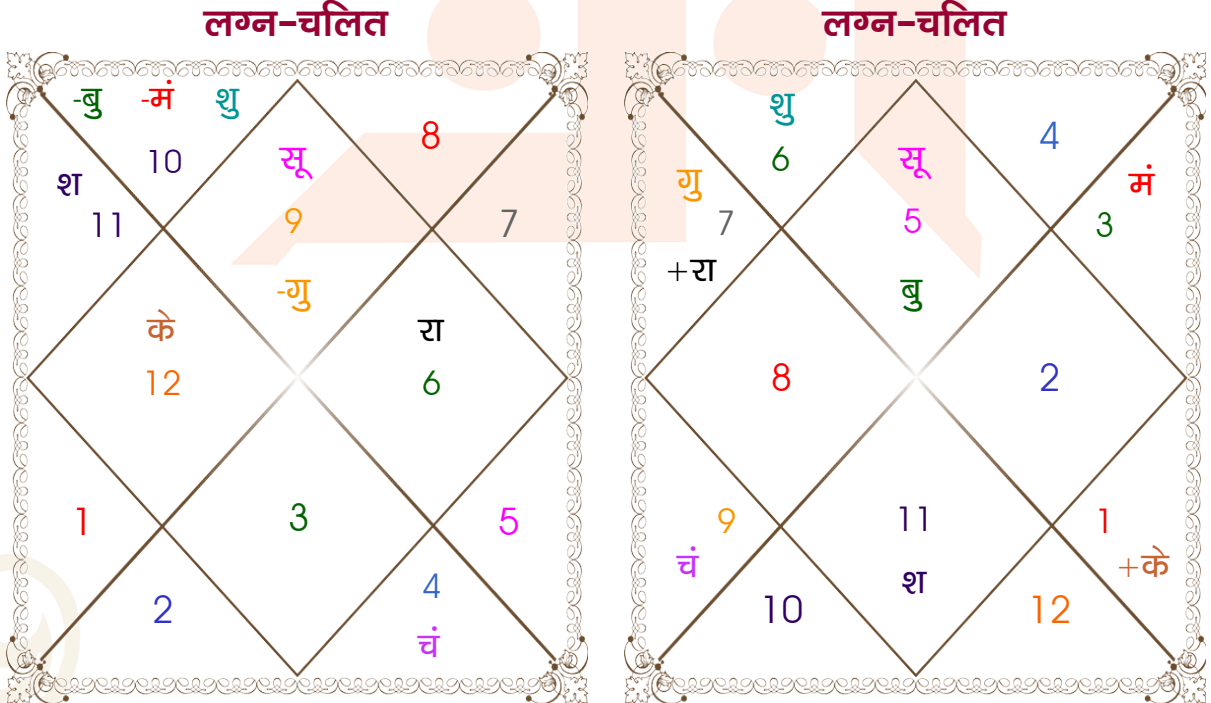 लग्न-चलित
-बु -मं शु
8
10
सू
श
11
9
7
-गु
के
रा
12
6
1
3
5
4
2
चं
लग्न-चलित
शु
4
6
सू
गु
मं
7
5
3
+रा
बु
8
2
9
11
1
चं
श
+के
10
12